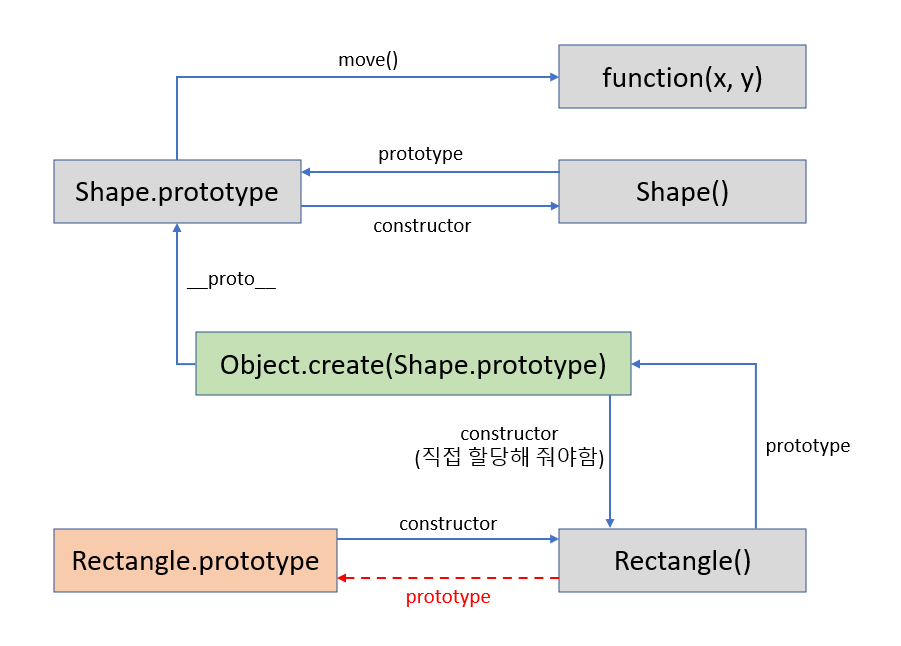 move()
function(x, y)
prototype
Shape.prototype
Shape()
constructor
__proto__
Object.create(Shape.prototype)
constructor
(직접 할당해 줘야함)
prototype
constructor
Rectangle.prototype
Rectangle()
prototype